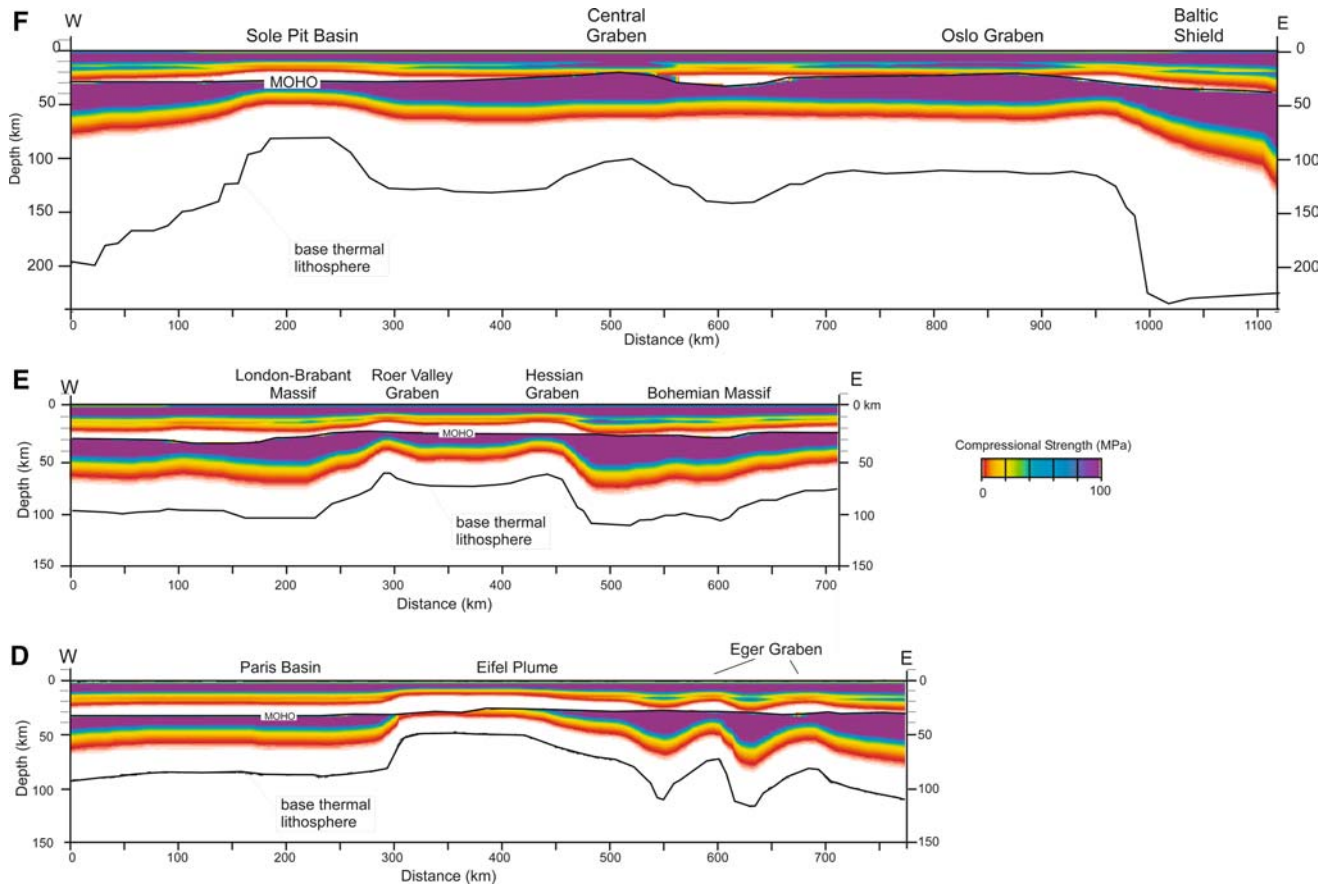 F
W
Sole Pit Basin
Central
Graben
Oslo Graben
Baltic
Shield
E
0
50
100
150
200
Depth (km)
MOHO
base thermal
lithosphere
0
50
100
150
200
0 100 200 300 400 500 600 700 800 900 1000 1100
Distance (km)
E
W
London-Brabant
Massif
Roer Valley
Graben
Hessian
Graben
Bohemian Massif
E
0
50
100
150
Depth (km)
MOHO
base thermal
lithosphere
0 km
50
100
150
0 100 200 300 400 500 600 700
Distance (km)
Compressional Strength (MPa)
0 100
D
W
Paris Basin
Eifel Plume
Eger Graben
E
0
50
100
150
Depth (km)
MOHO
base thermal
lithosphere
0
50
100
150
0 100 200 300 400 500 600 700
Distance (km)